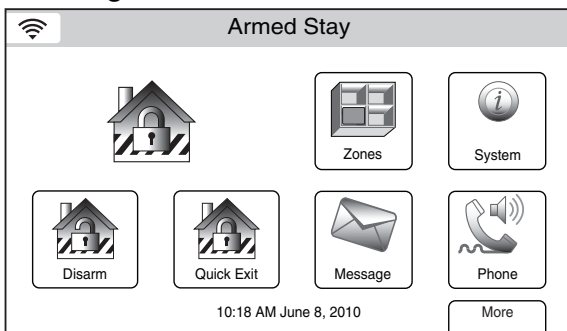 Armed Stay
Zones
System
Disarm
Quick Exit
Message
Phone
10:18 AM June 8, 2010
More